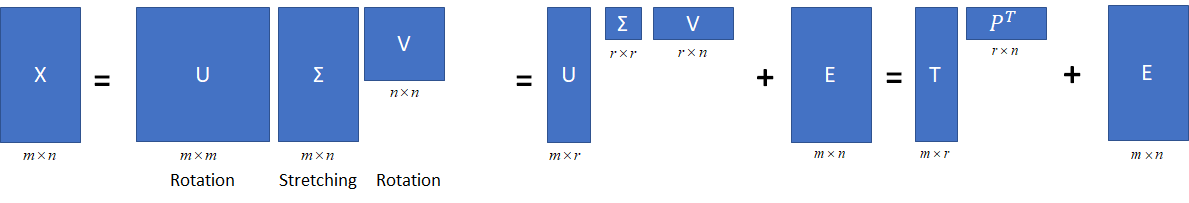 X = U Σ V = U Σ V + E = T P^T + E
m×n m×m m×n n×n m×r r×r r×n m×n m×r r×n m×n
Rotation Stretching Rotation